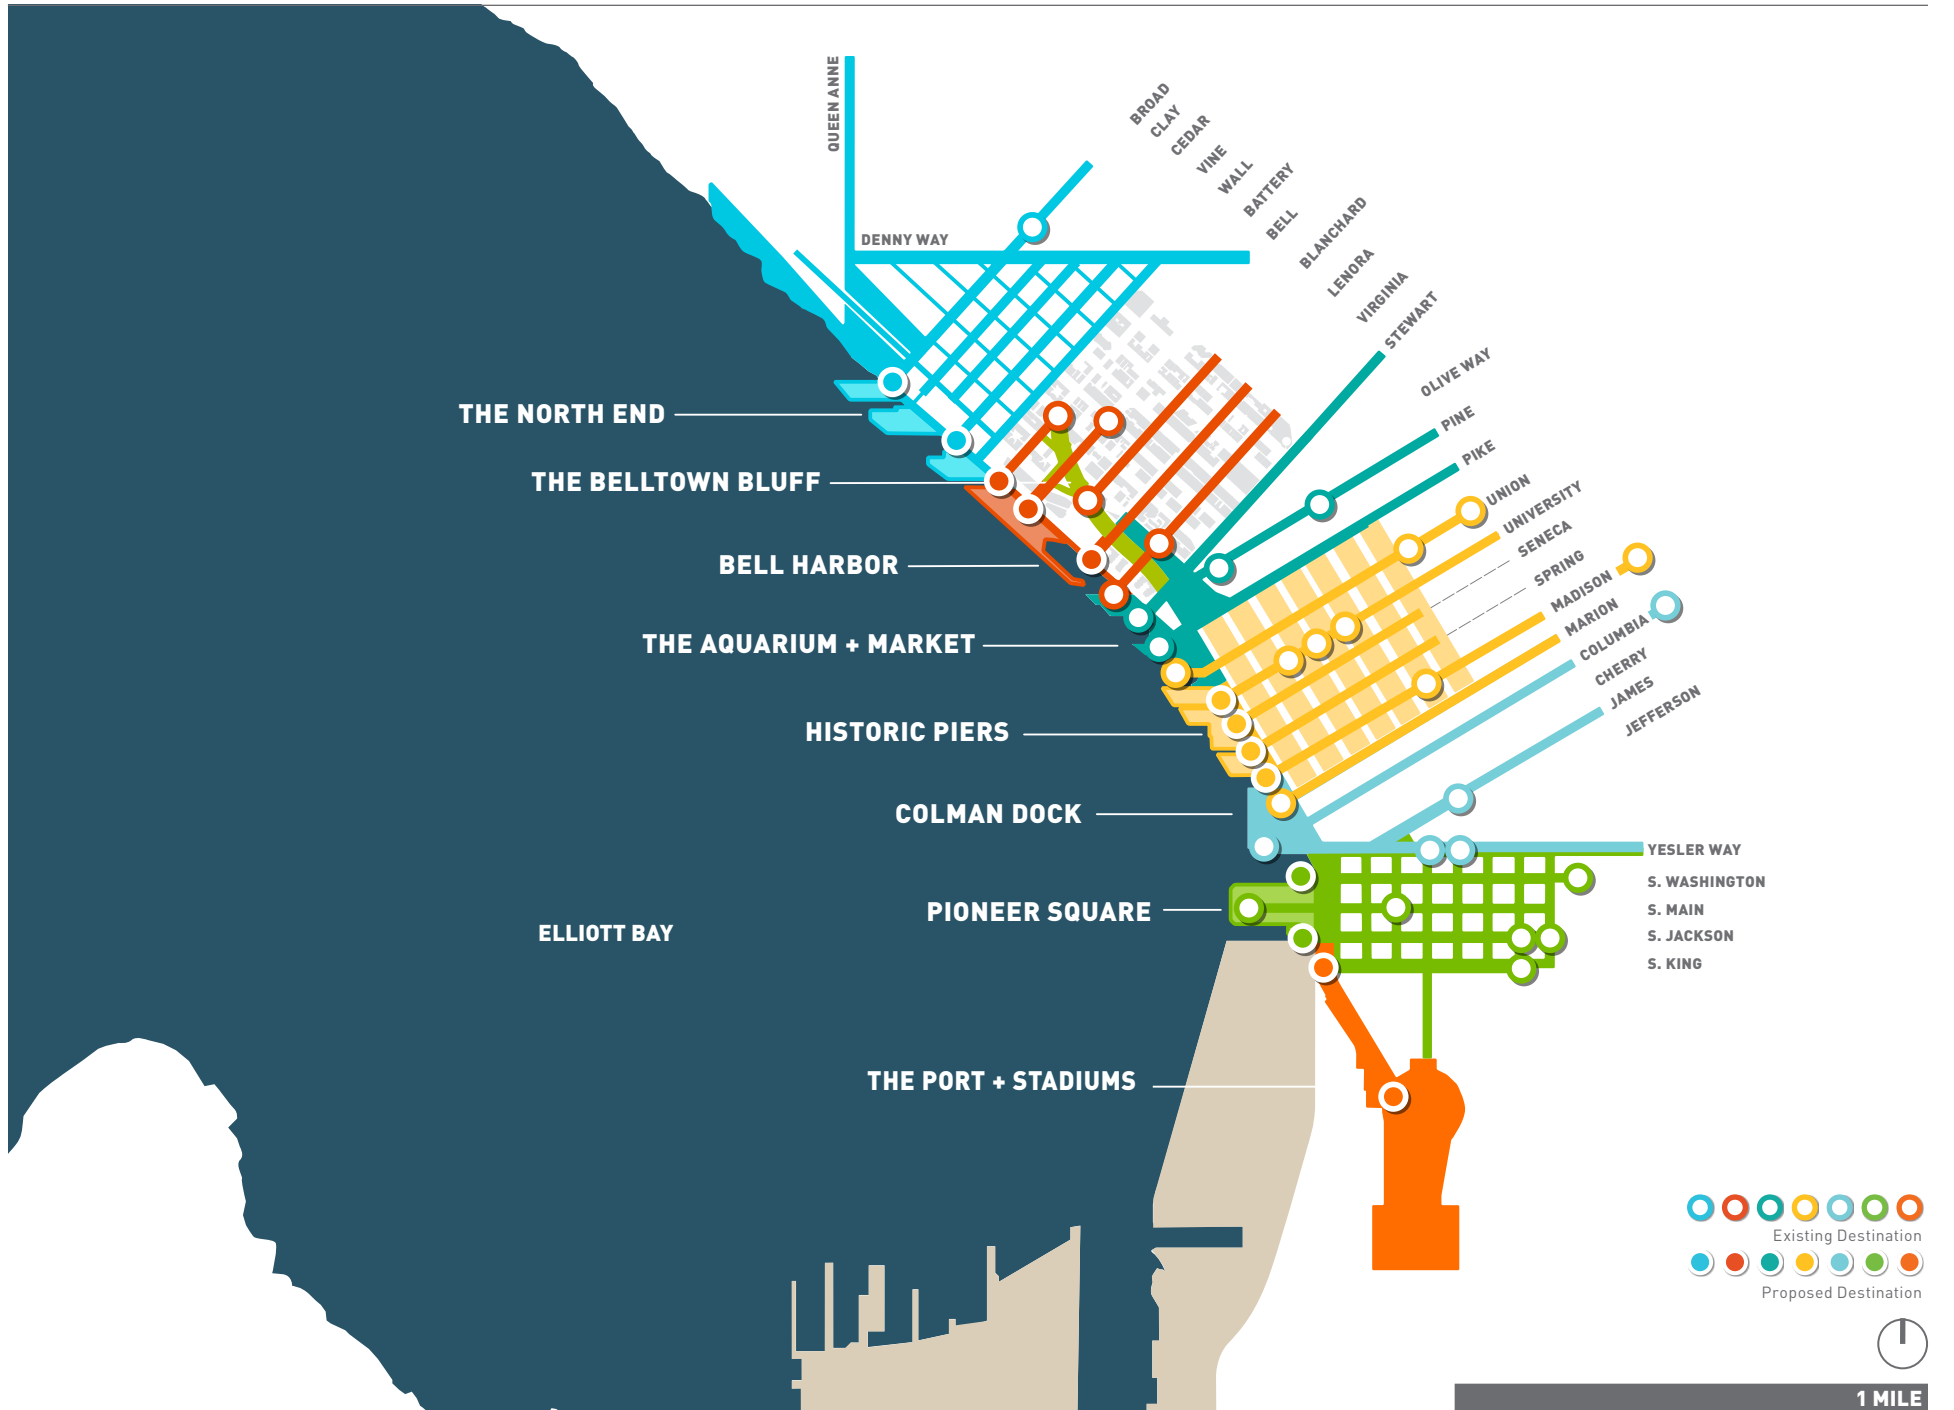 QUEEN ANNE
DENNY WAY
BROAD
CLAY
CEDAR
VINE
WALL
BATTERY
BELL
BLANCHARD
LENORA
VIRGINIA
STEWART
OLIVE WAY
PINE
PIKE
UNION
UNIVERSITY
SENECA
SPRING
MADISON
MARION
COLUMBIA
CHERRY
JAMES
JEFFERSON
YESLER WAY
S. WASHINGTON
S. MAIN
S. JACKSON
S. KING
THE NORTH END
THE BELLTOWN BLUFF
BELL HARBOR
THE AQUARIUM + MARKET
HISTORIC PIERS
COLMAN DOCK
PIONEER SQUARE
ELLIOTT BAY
THE PORT + STADIUMS
Existing Destination
Proposed Destination
1 MILE